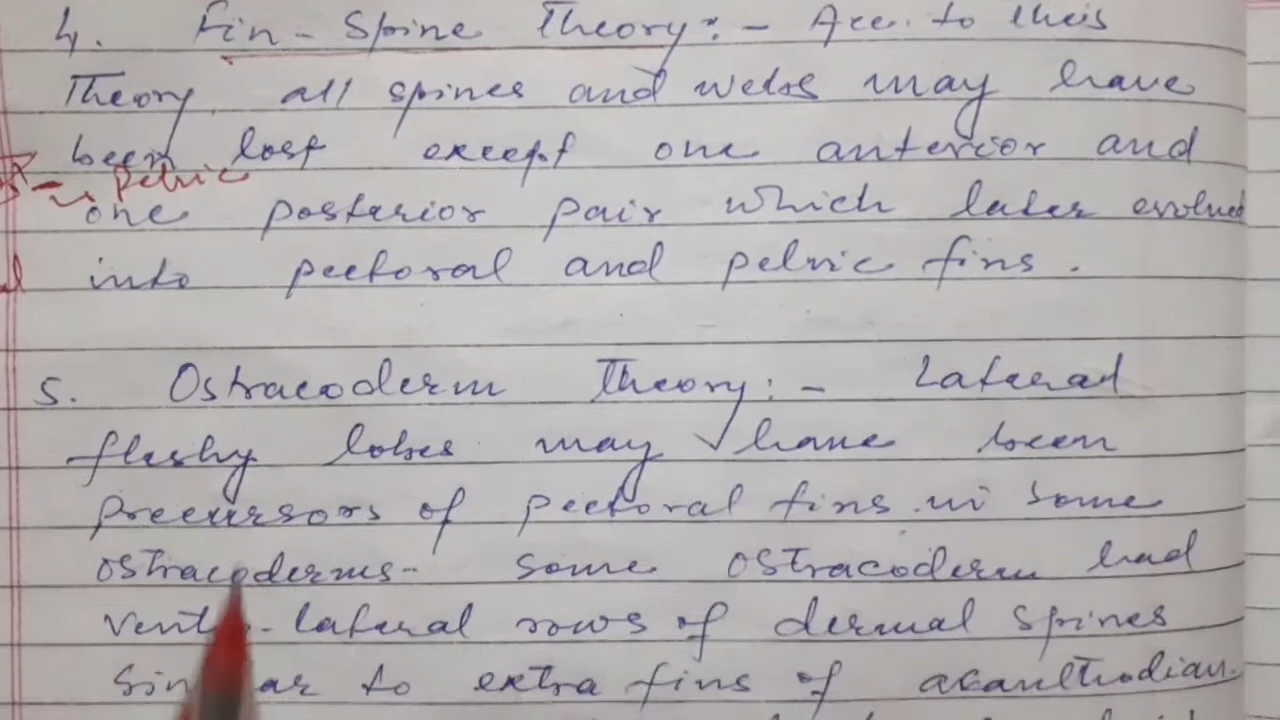 4. Fin - Spine Theory :- Acc. to this
Theory all spines and webs may have
been lost except one anterior and
Pelvic
one posterior pair which later evolved
into pectoral and pelvic fins.
5. Ostracoderm Theory :- Lateral
fleshy lobes may have been
precursors of pectoral fins in some
ostracoderms. Some ostracoderm had
lateral rows of dermal spines
to extra fins of acanthodian.